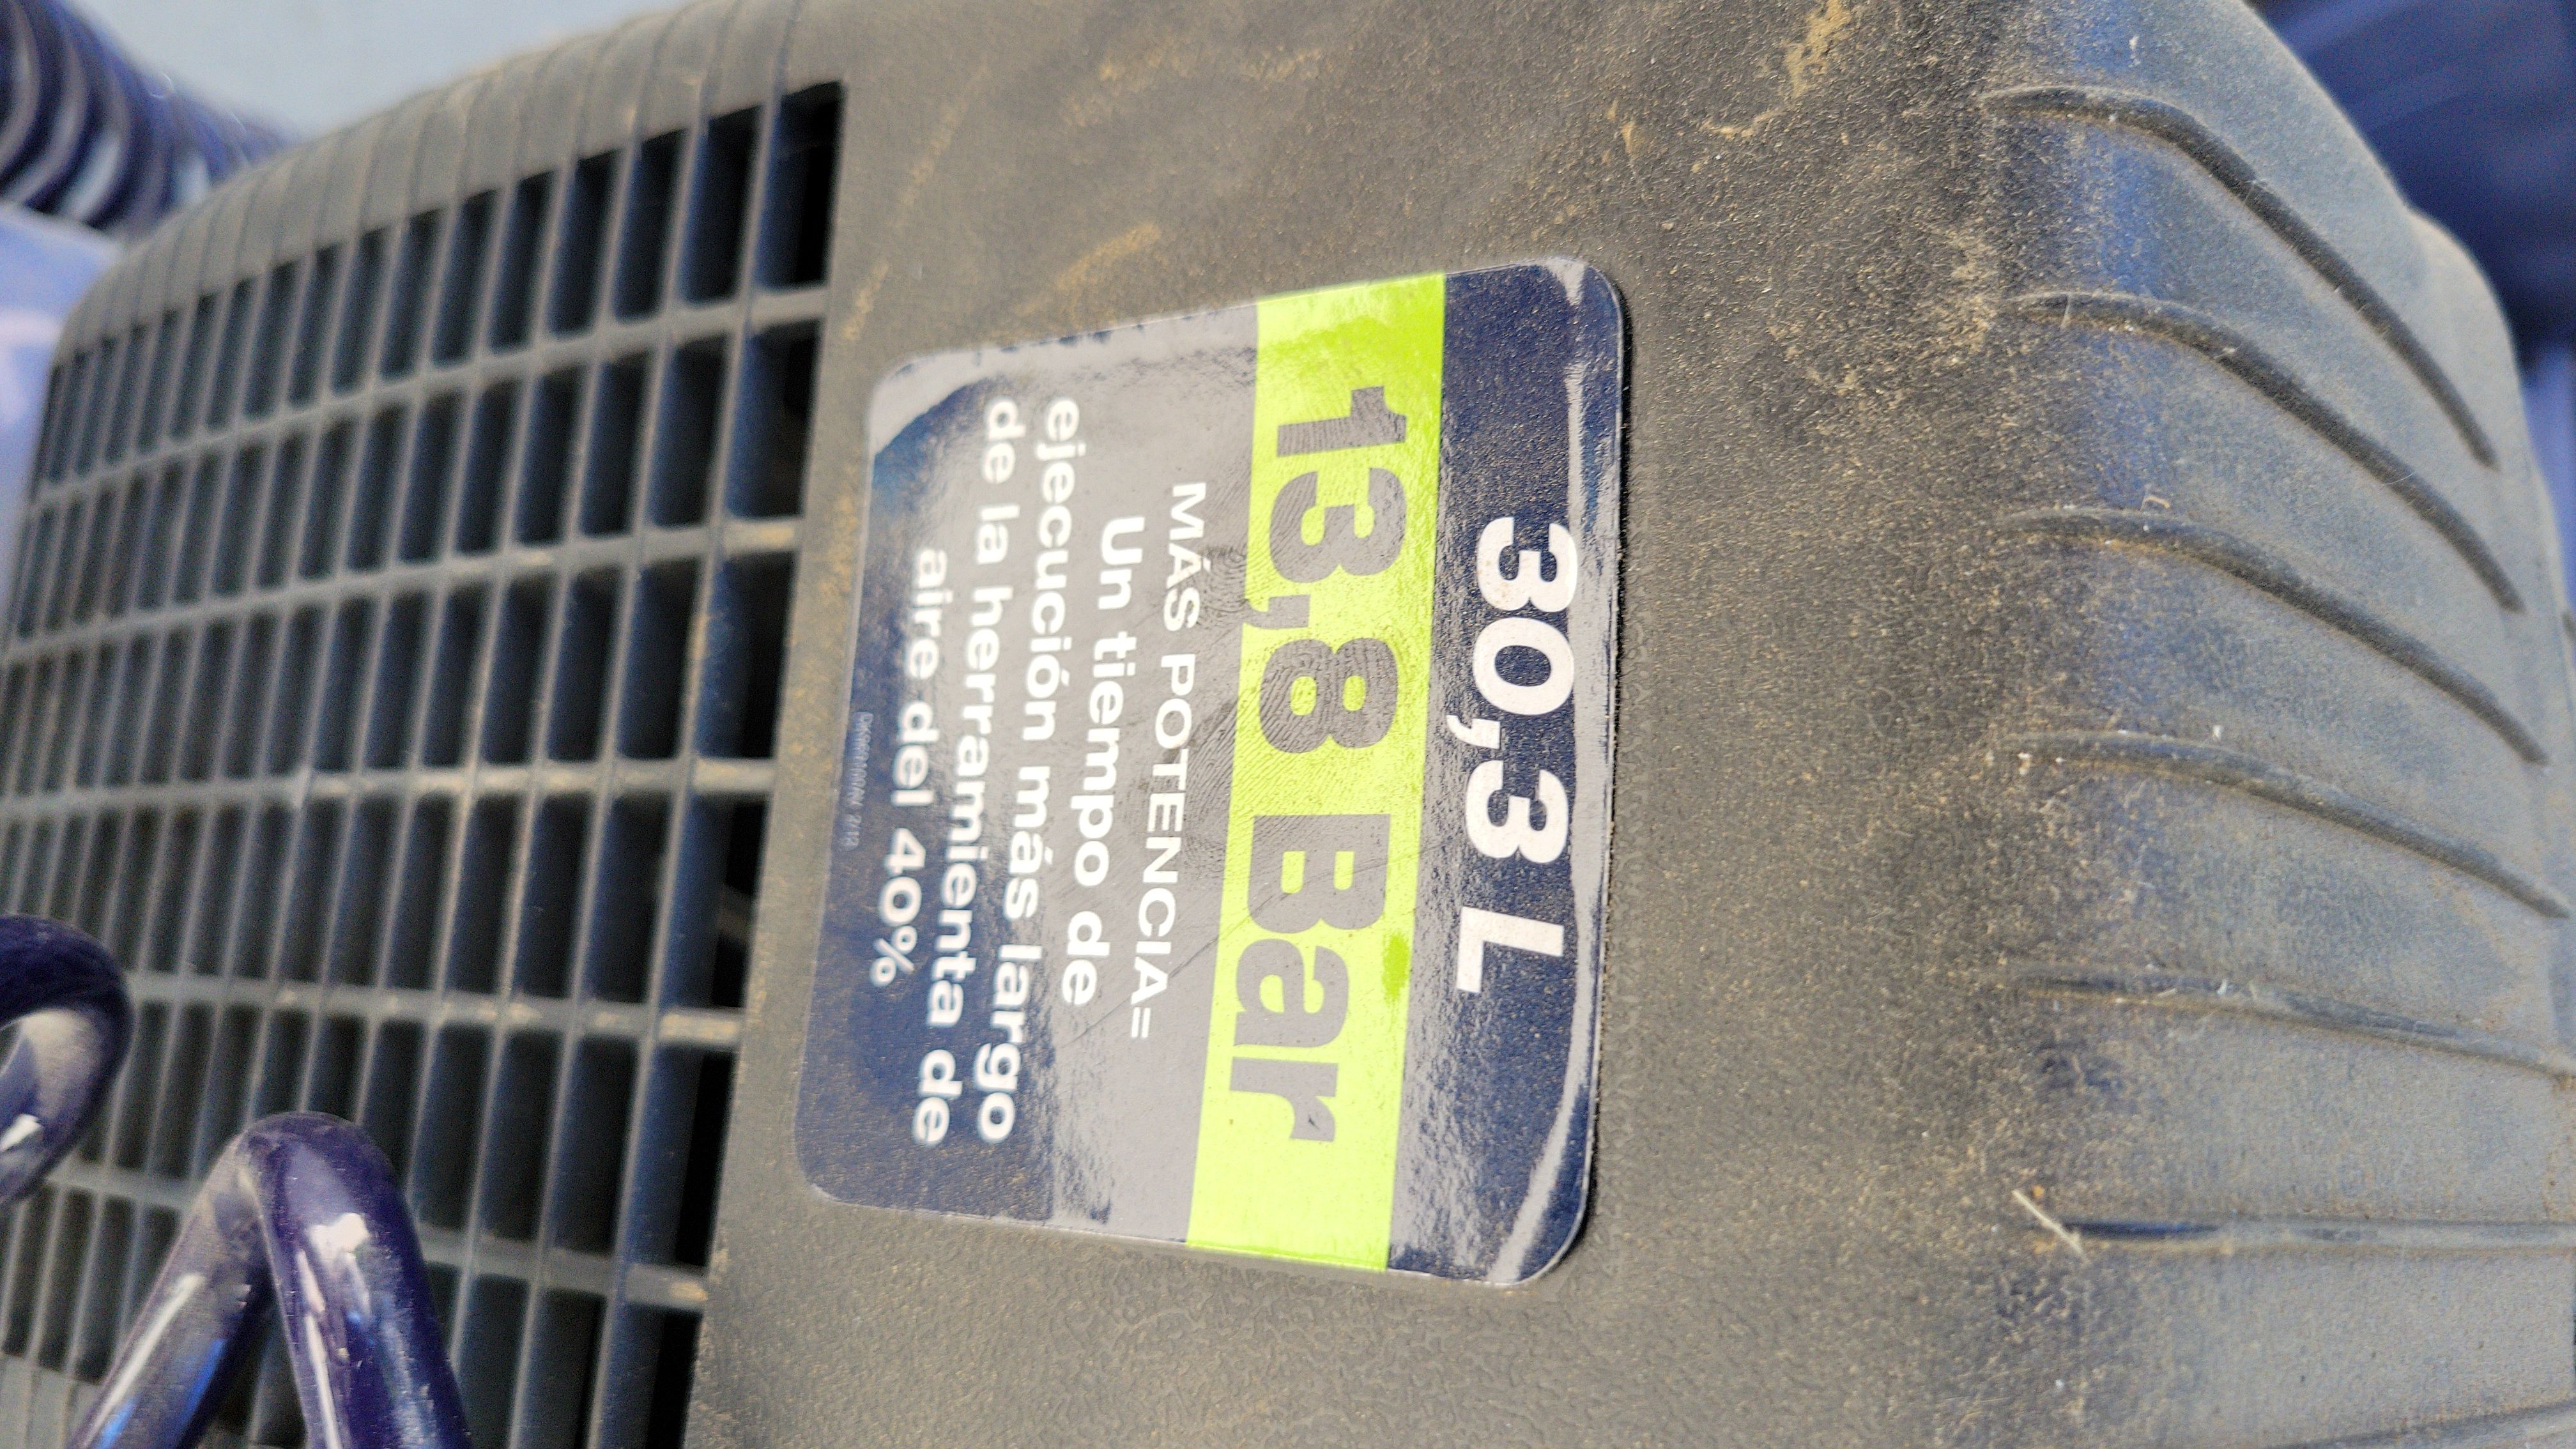 30,3 L
13,8 Bar
MÁS POTENCIA=
Un tiempo de
ejecución más largo
de la herramienta de
aire del 40%